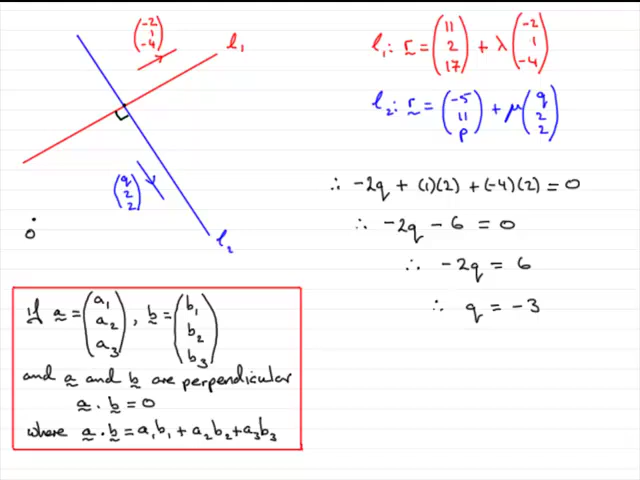 (-2 1 -4)
l₁
l₁: r = (11 2 17) + λ (-2 1 -4)
l₂: r = (-5 11 p) + μ (q 2 2)
(q 2 2)
l₂
O
∴ -2q + (1)(2) + (-4)(2) = 0
∴ -2q - 6 = 0
∴ -2q = 6
∴ q = -3
If a = (a₁ a₂ a₃), b = (b₁ b₂ b₃)
and a and b are perpendicular
a . b = 0
where a . b = a₁b₁ + a₂b₂ + a₃b₃